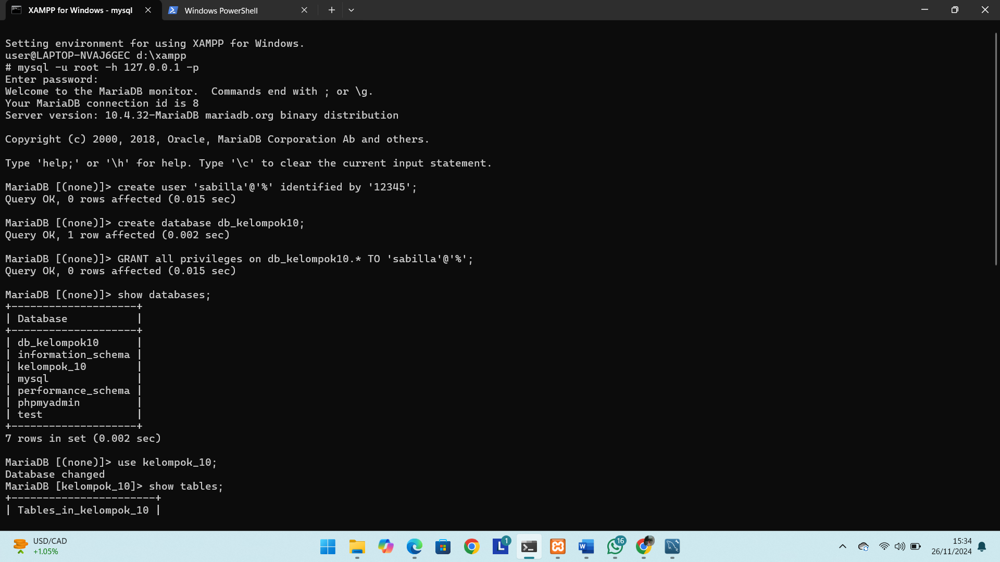 XAMPP for Windows - mysql
Windows PowerShell
Setting environment for using XAMPP for Windows.
user@LAPTOP-NVAJ6GEC d:\xampp
# mysql -u root -h 127.0.0.1 -p
Enter password:
Welcome to the MariaDB monitor.  Commands end with ; or \g.
Your MariaDB connection id is 8
Server version: 10.4.32-MariaDB mariadb.org binary distribution
Copyright (c) 2000, 2018, Oracle, MariaDB Corporation Ab and others.
Type 'help;' or '\h' for help. Type '\c' to clear the current input statement.
MariaDB [(none)]> create user 'sabilla'@'%' identified by '12345';
Query OK, 0 rows affected (0.015 sec)
MariaDB [(none)]> create database db_kelompok10;
Query OK, 1 row affected (0.002 sec)
MariaDB [(none)]> GRANT all privileges on db_kelompok10.* TO 'sabilla'@'%';
Query OK, 0 rows affected (0.015 sec)
MariaDB [(none)]> show databases;
+--------------------+
| Database           |
+--------------------+
| db_kelompok10      |
| information_schema |
| kelompok_10        |
| mysql              |
| performance_schema |
| phpmyadmin         |
| test               |
+--------------------+
7 rows in set (0.002 sec)
MariaDB [(none)]> use kelompok_10;
Database changed
MariaDB [kelompok_10]> show tables;
+-----------------------+
| Tables_in_kelompok_10 |
USD/CAD
+1.05%
L
1
W
16
15:34
26/11/2024